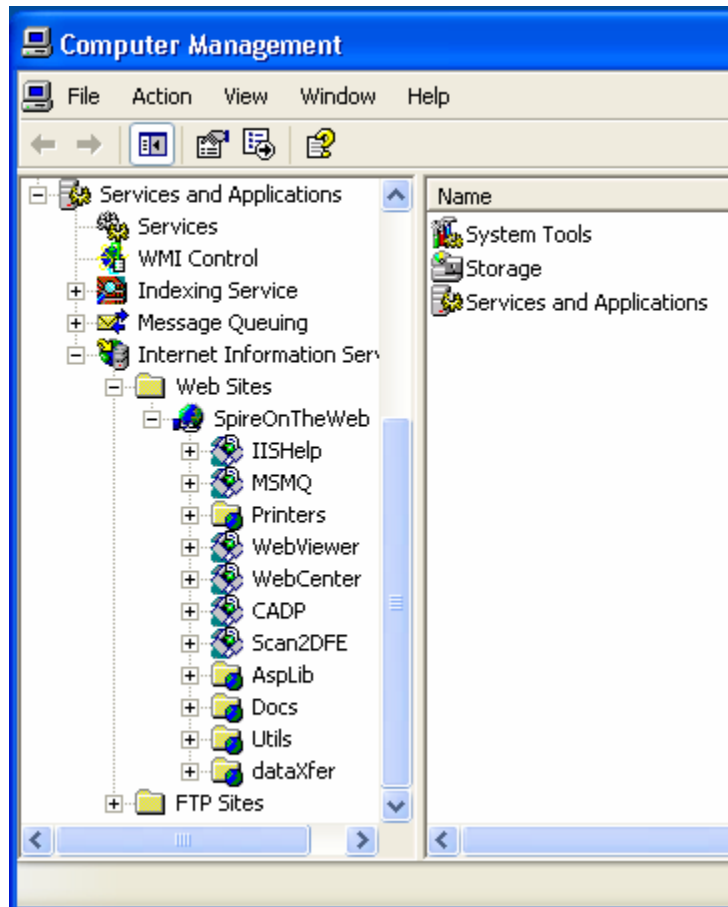 Computer Management
File Action View Window Help
Services and Applications
Services
WMI Control
Indexing Service
Message Queuing
Internet Information Serv
Web Sites
SpireOnTheWeb
IISHelp
MSMQ
Printers
WebViewer
WebCenter
CADP
Scan2DFE
AspLib
Docs
Utils
dataXfer
FTP Sites
Name
System Tools
Storage
Services and Applications